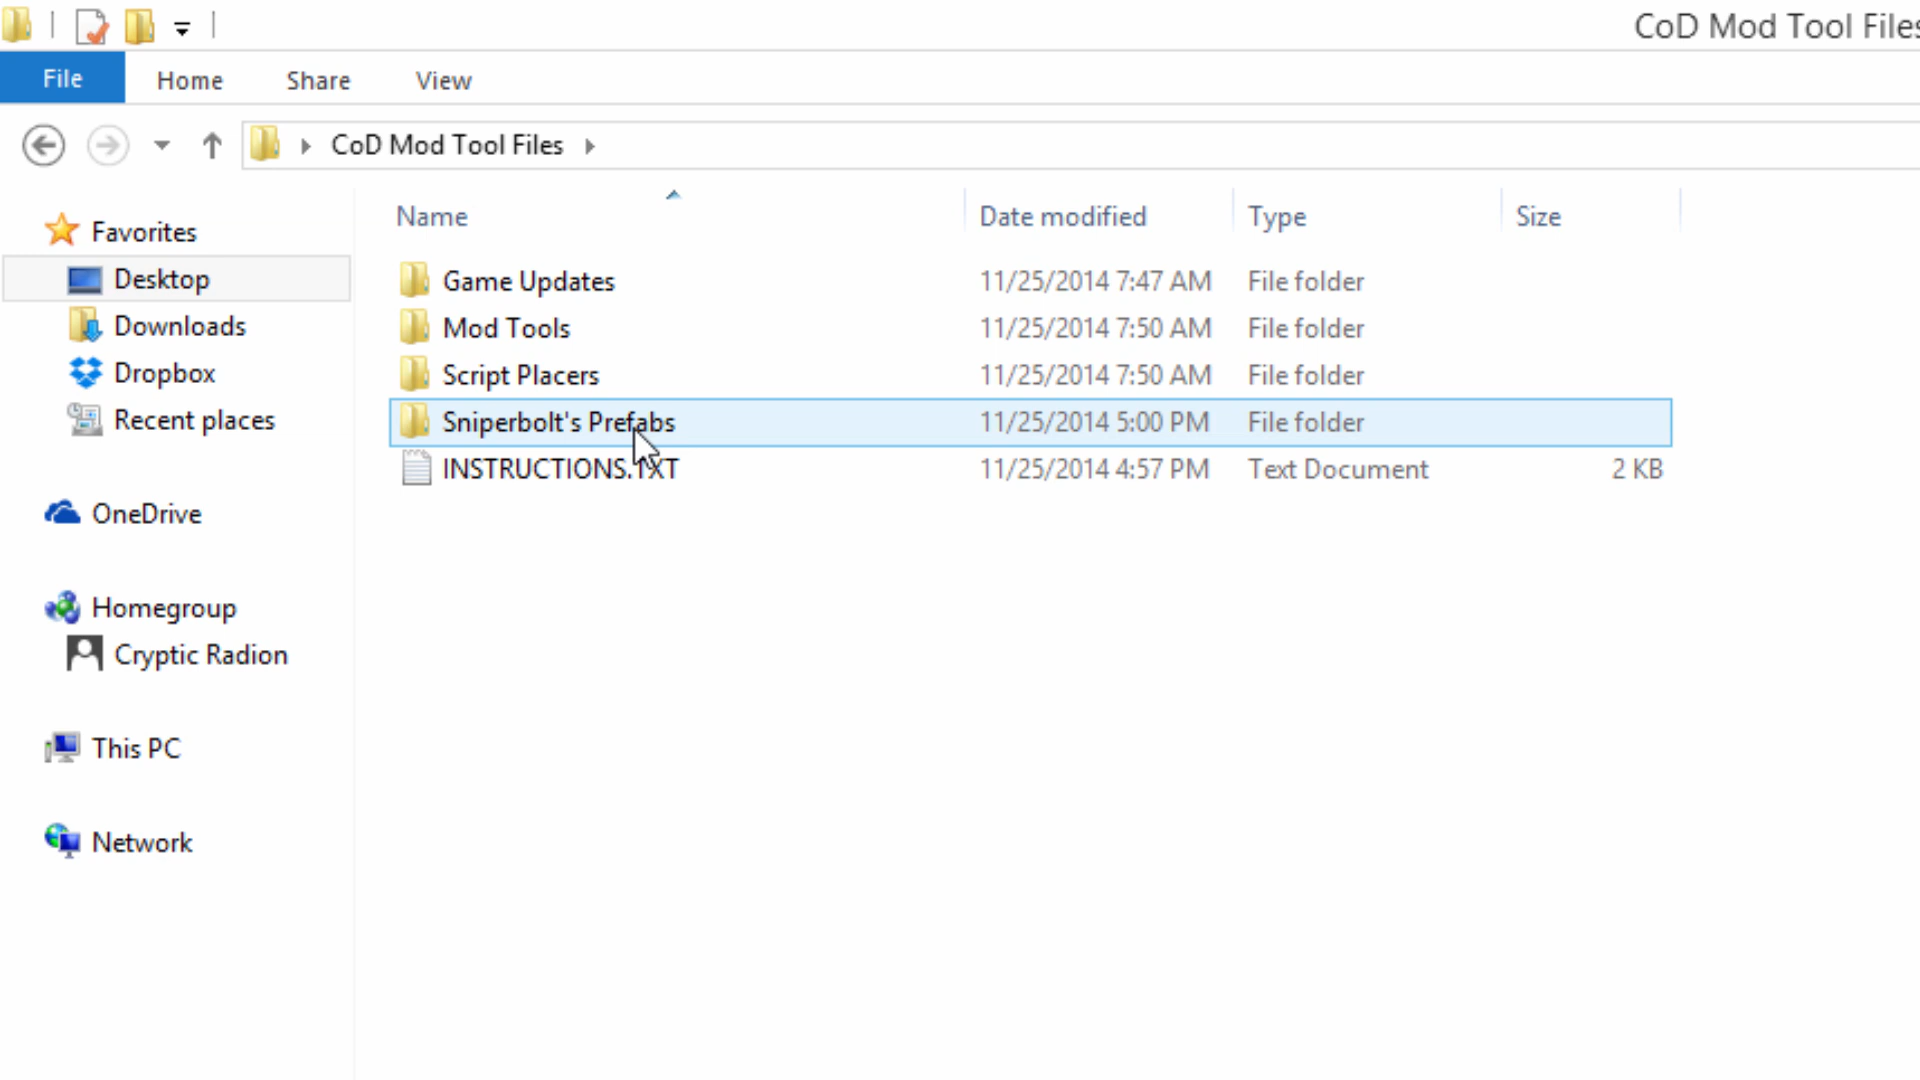 CoD Mod Tool Files
File Home Share View
CoD Mod Tool Files
Name Date modified Type Size
Favorites
Desktop
Downloads
Dropbox
Recent places
OneDrive
Homegroup
Cryptic Radion
This PC
Network
Game Updates 11/25/2014 7:47 AM File folder
Mod Tools 11/25/2014 7:50 AM File folder
Script Placers 11/25/2014 7:50 AM File folder
Sniperbolt's Prefabs 11/25/2014 5:00 PM File folder
INSTRUCTIONS.TXT 11/25/2014 4:57 PM Text Document 2 KB